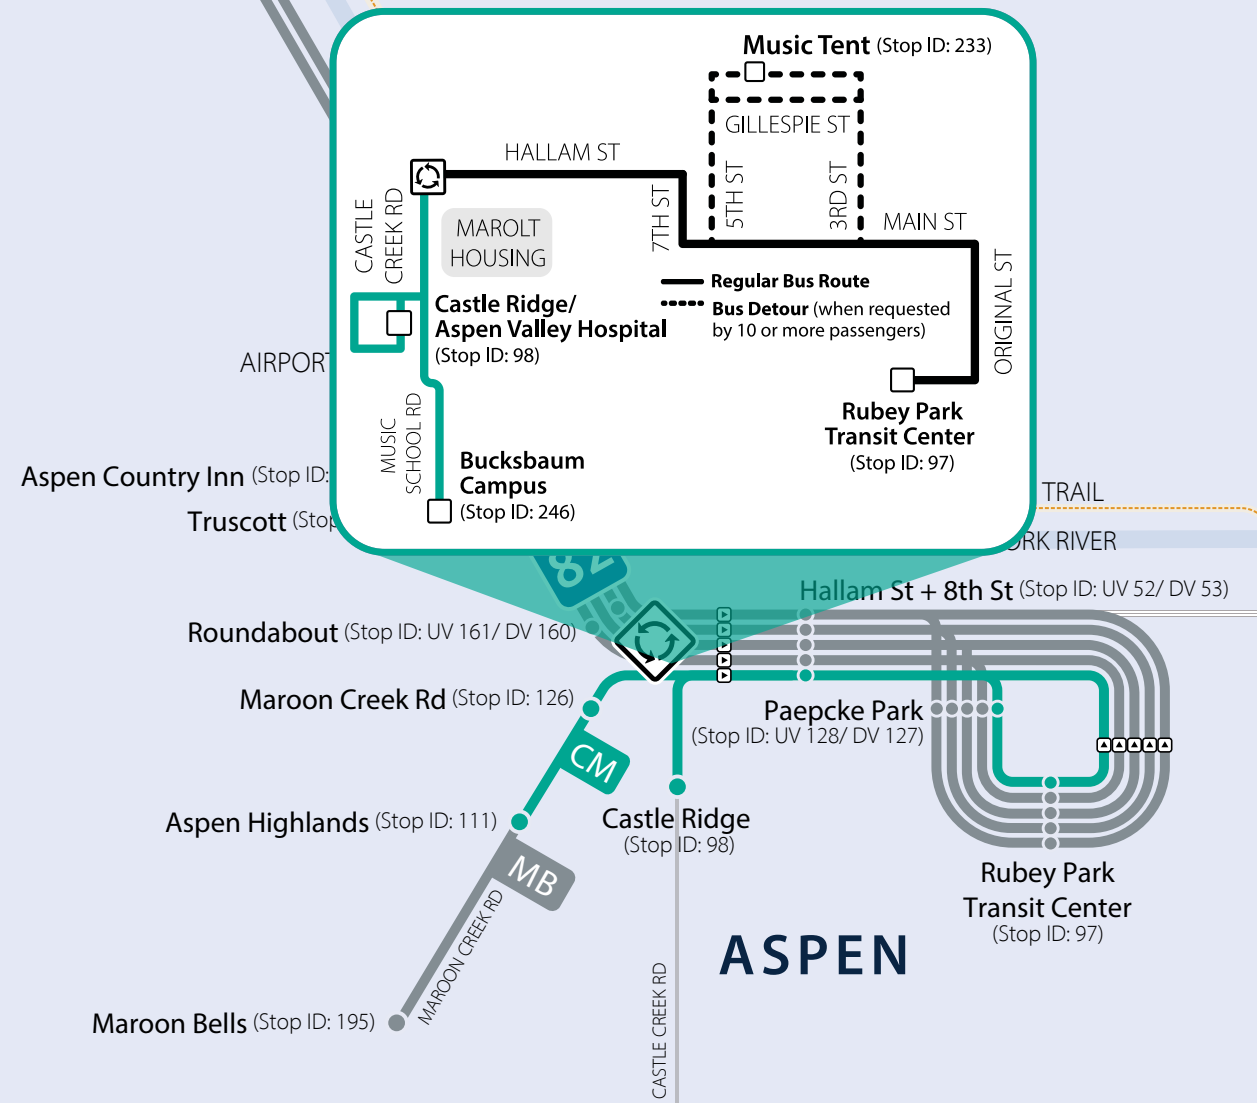 Music Tent (Stop ID: 233)
GILLESPIE ST
HALLAM ST
5TH ST
3RD ST
7TH ST
MAIN ST
CASTLE
CREEK RD
MAROLT
HOUSING
ORIGINAL ST
Regular Bus Route
Bus Detour (when requested
by 10 or more passengers)
Castle Ridge/
Aspen Valley Hospital
(Stop ID: 98)
AIRPORT
MUSIC
SCHOOL RD
Rubey Park
Transit Center
(Stop ID: 97)
Bucksbaum
Campus
(Stop ID: 246)
Aspen Country Inn (Stop ID:
Truscott (Stop
TRAIL
RIVER
82
Hallam St + 8th St (Stop ID: UV 52/ DV 53)
Roundabout (Stop ID: UV 161/ DV 160)
Maroon Creek Rd (Stop ID: 126)
Paepcke Park
(Stop ID: UV 128/ DV 127)
CM
Aspen Highlands (Stop ID: 111)
Castle Ridge
(Stop ID: 98)
MB
Rubey Park
Transit Center
(Stop ID: 97)
MAROON CREEK RD
ASPEN
CASTLE CREEK RD
Maroon Bells (Stop ID: 195)